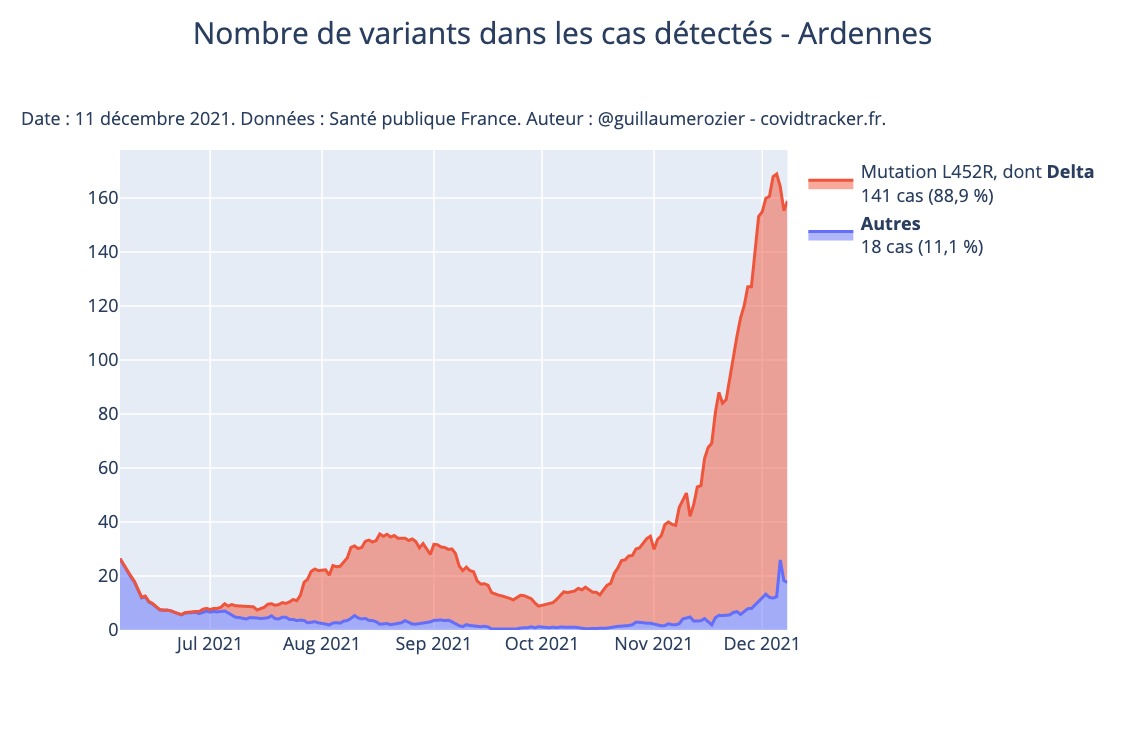 Nombre de variants dans les cas détectés - Ardennes
Date : 11 décembre 2021. Données : Santé publique France. Auteur : @guillaumerozier - covidtracker.fr.
Mutation L452R, dont Delta
141 cas (88,9 %)
Autres
18 cas (11,1 %)
160
140
120
100
80
60
40
20
0
Jul 2021 Aug 2021 Sep 2021 Oct 2021 Nov 2021 Dec 2021